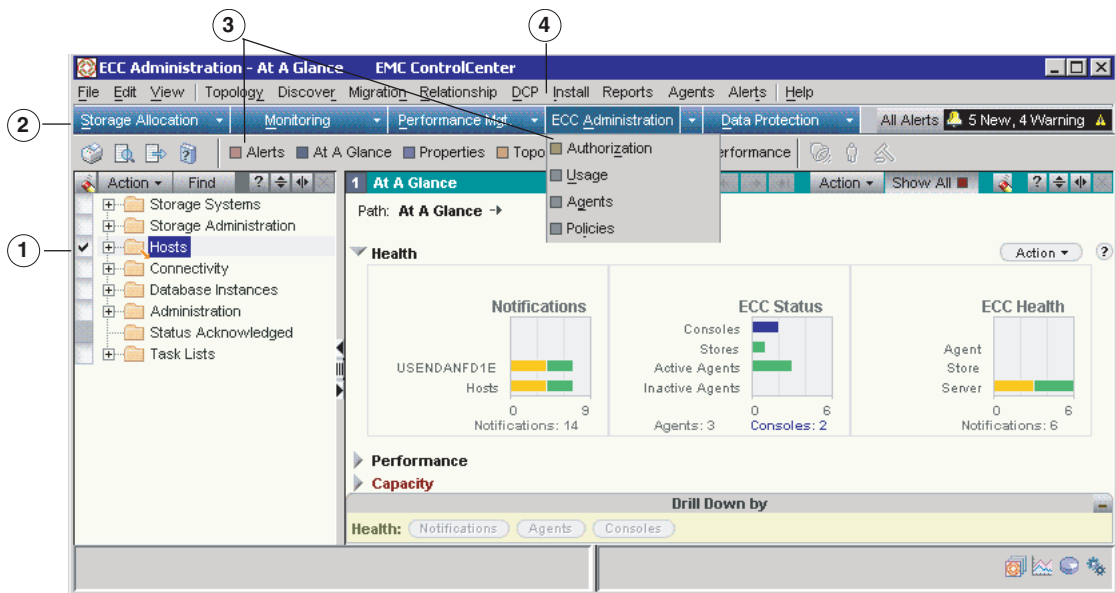 3
4
ECC Administration - At A Glance EMC ControlCenter
File Edit View Topology Discover Migration Relationship DCP Install Reports Agents Alerts Help
2
Storage Allocation Monitoring Performance Mgt. ECC Administration Data Protection All Alerts 5 New, 4 Warning
Alerts At A Glance Properties Topo erformance
Authorization
Usage
Agents
Policies
Action Find ?
1 At A Glance Action Show All ?
Path: At A Glance
1
Storage Systems
Storage Administration
Hosts
Connectivity
Database Instances
Administration
Status Acknowledged
Task Lists
Health Action ?
Notifications
USENDANFD1E
Hosts
0 9
Notifications: 14
ECC Status
Consoles
Stores
Active Agents
Inactive Agents
0 6
Agents: 3 Consoles: 2
ECC Health
Agent
Store
Server
0 6
Notifications: 6
Performance
Capacity
Drill Down by
Health: Notifications Agents Consoles